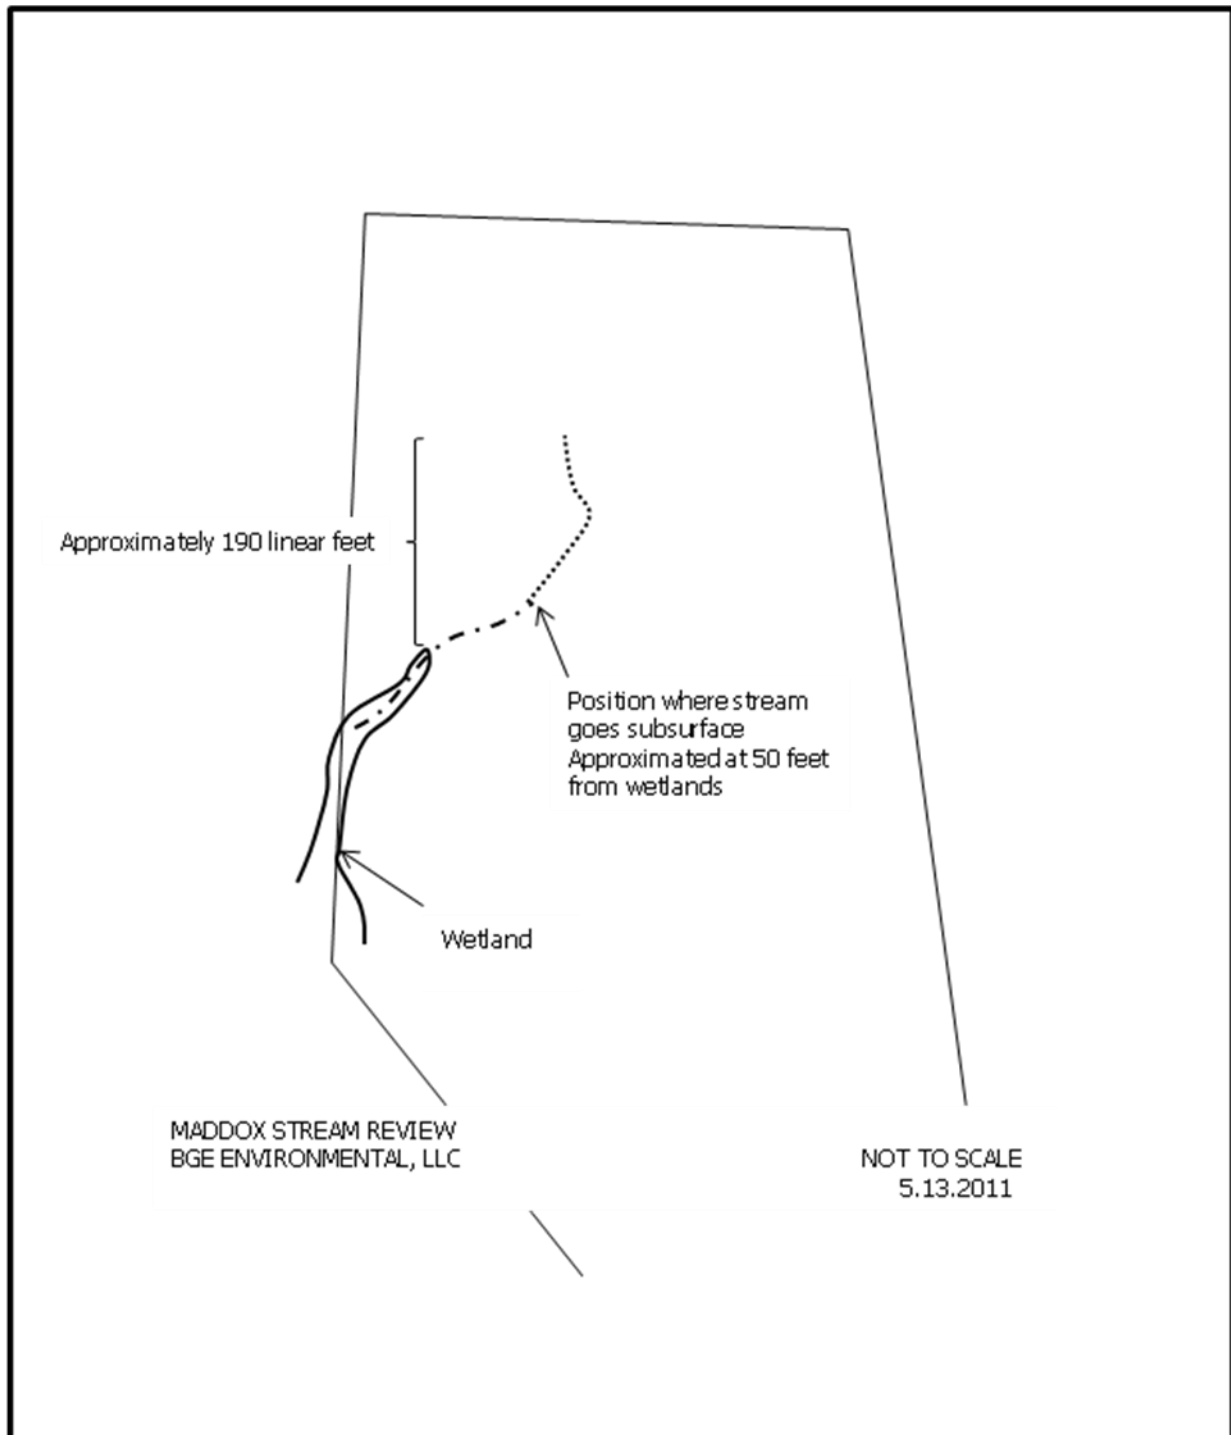 Approximately 190 linear feet
Position where stream
goes subsurface
Approximated at 50 feet
from wetlands
Wetland
MADDOX STREAM REVIEW
BGE ENVIRONMENTAL, LLC
NOT TO SCALE
5.13.2011